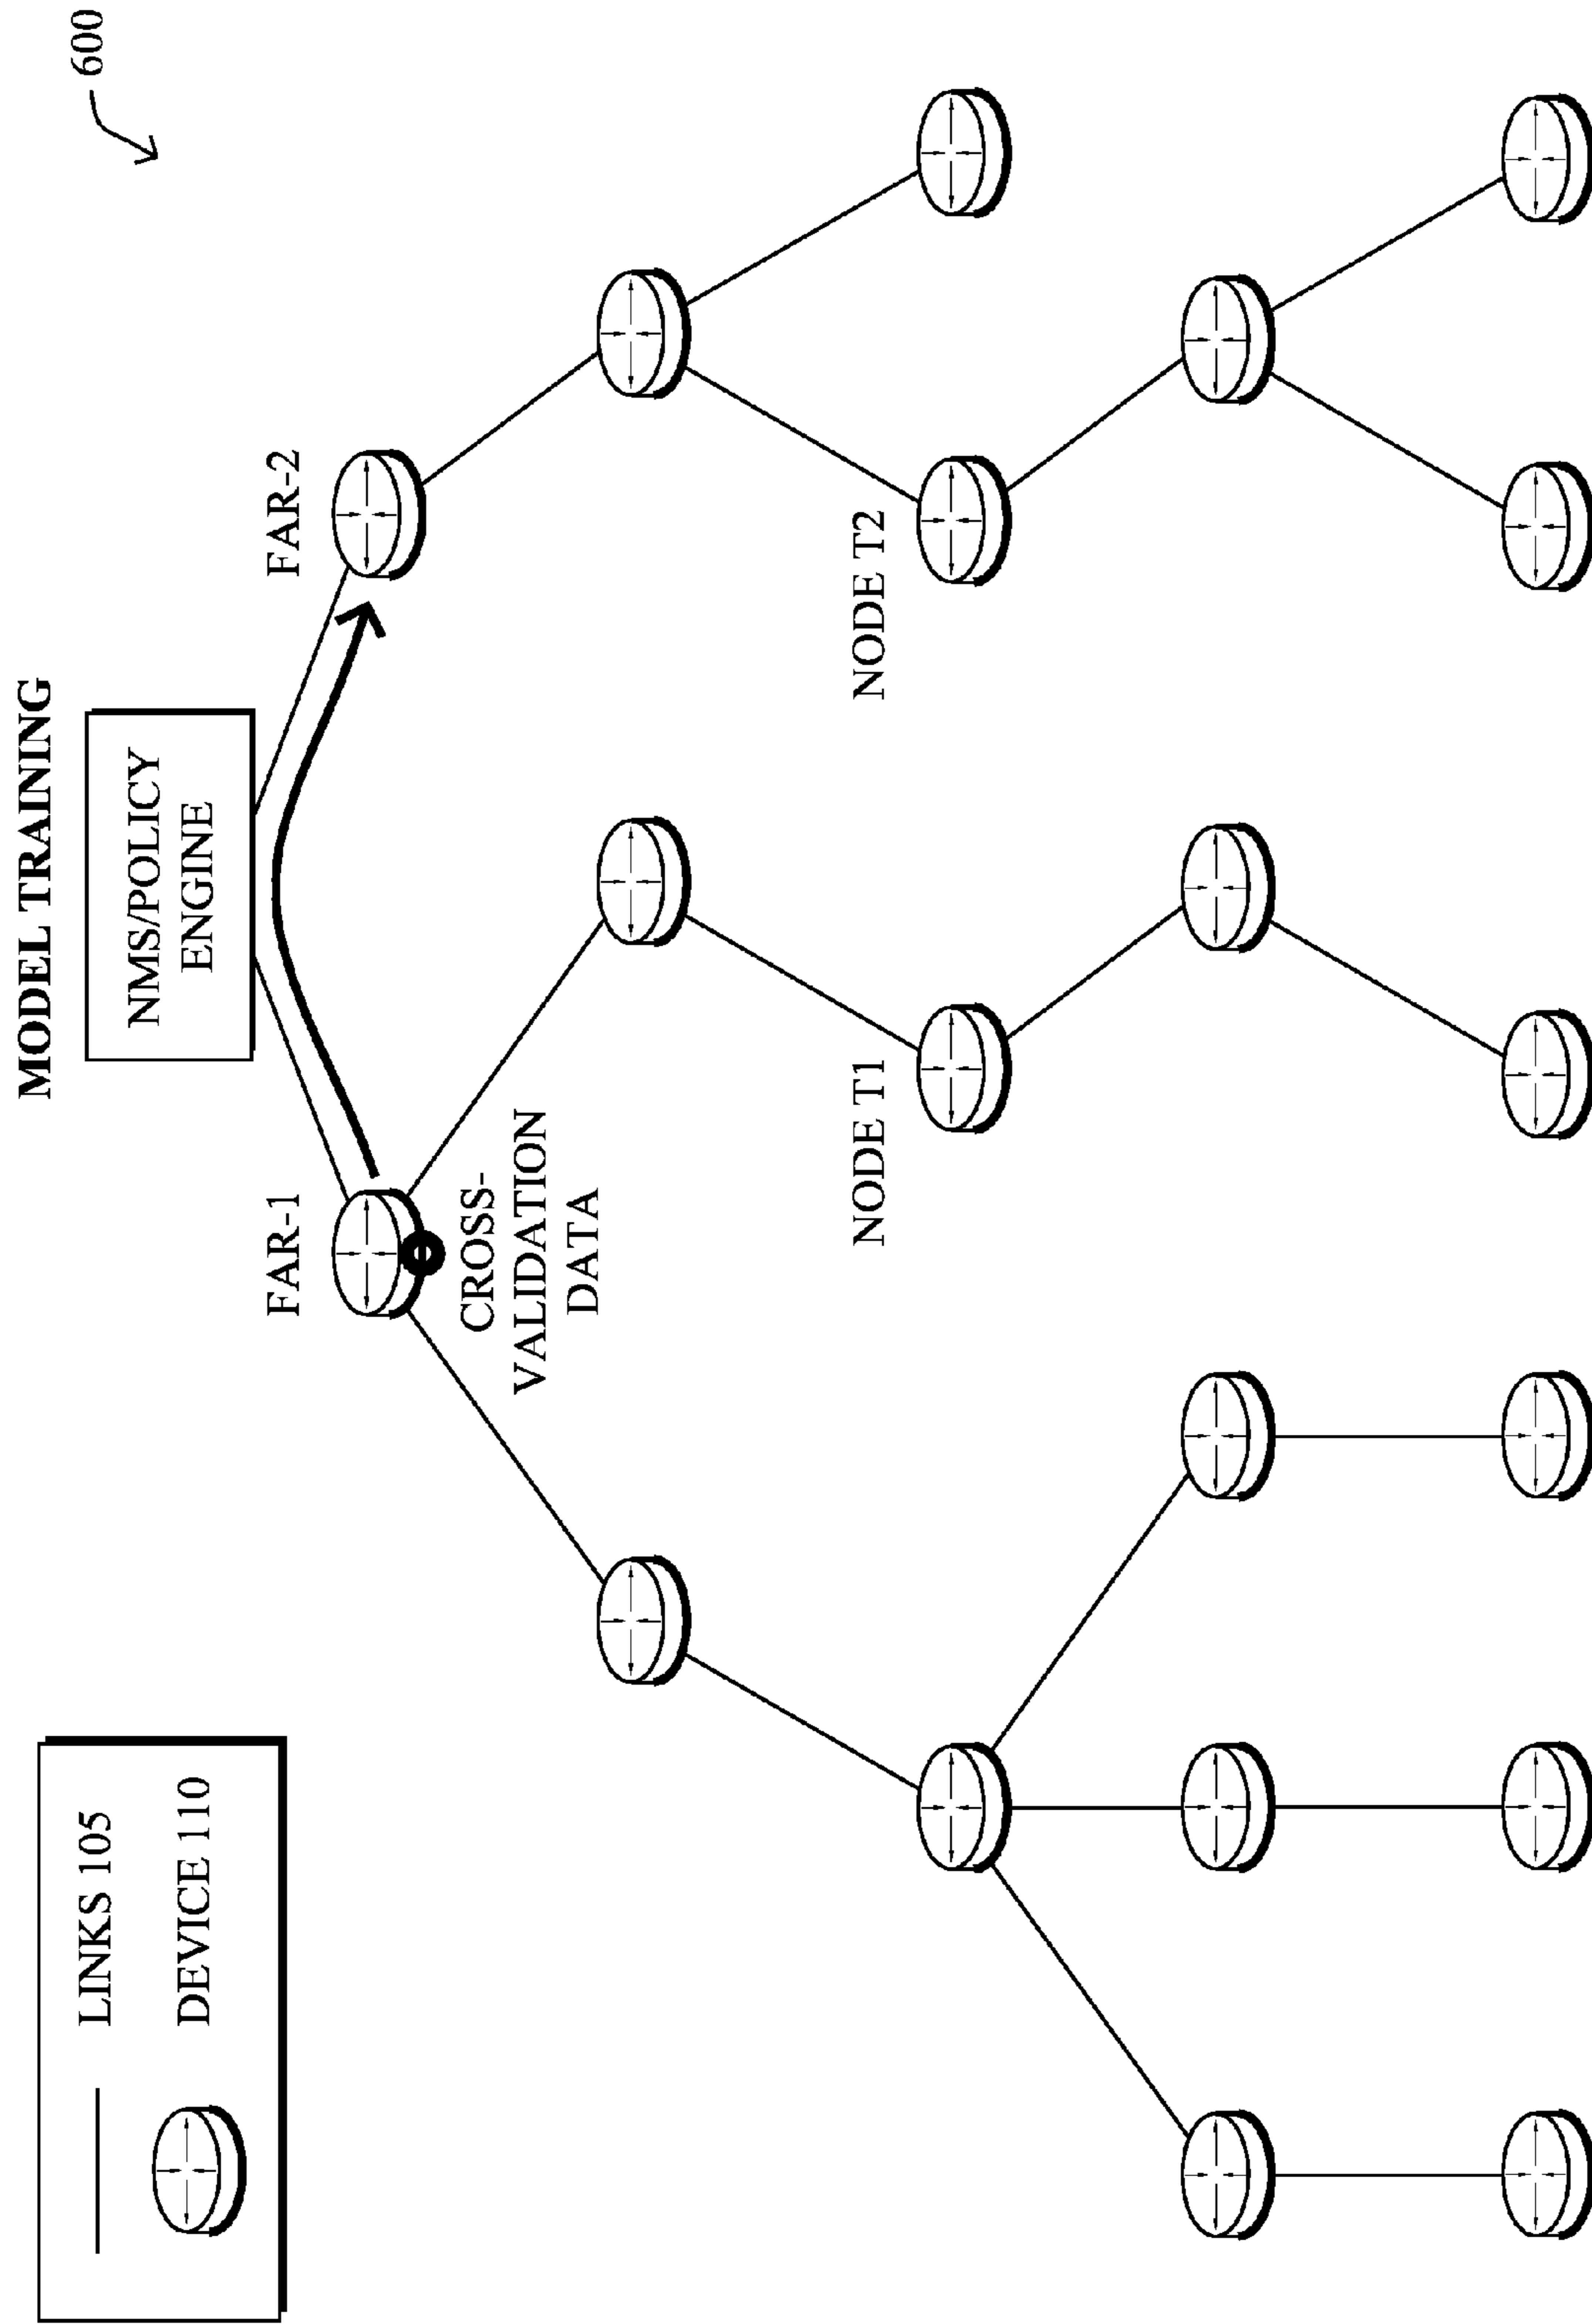 MODEL TRAINING
600
LINKS 105
DEVICE 110
NMS/POLICY
ENGINE
FAR-1
FAR-2
CROSS-
VALIDATION
DATA
NODE T1
NODE T2